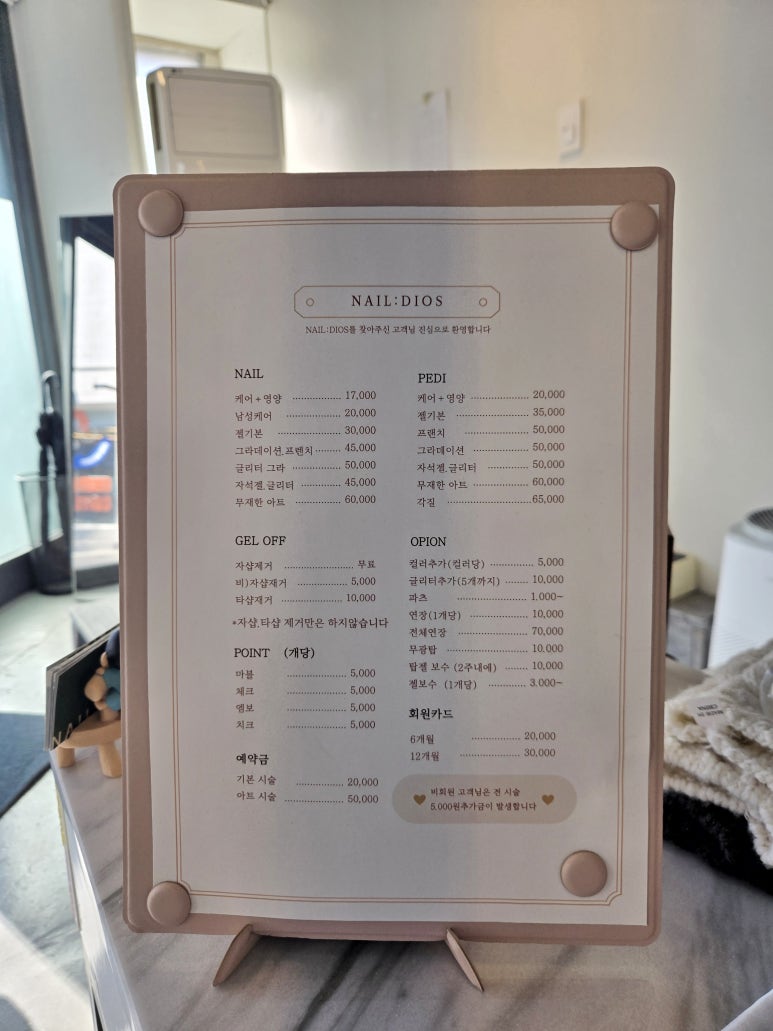 NAIL:DIOS
NAIL:DIOS를 찾아주신 고객님 진심으로 환영합니다
NAIL
케어+영양 17,000
남성케어 20,000
젤기본 30,000
그라데이션.프렌치 45,000
글리터 그라 50,000
자석젤.글리터 45,000
무재한 아트 60,000
PEDI
케어+영양 20,000
젤기본 35,000
프랜치 50,000
그라데이션 50,000
자석젤.글리터 50,000
무재한 아트 60,000
각질 65,000
GEL OFF
자샵제거 무료
비)자샵재거 5,000
타샵재거 10,000
*자샵,타샵 제거만은 하지않습니다
OPION
컬러추가(컬러당) 5,000
글리터추가(5개까지) 10,000
파츠 1.000~
연장(1개당) 10,000
전체연장 70,000
무광탑 10.000
탑젤 보수 (2주내예) 10,000
젤보수 (1개당) 3.000~
POINT (개당)
마블 5,000
체크 5,000
엠보 5,000
치크 5,000
회원카드
6개월 20,000
12개월 30,000
예약금
기본 시술 20,000
아트 시술 50,000
비회원 고객님은 전 시술
5.000원추가금이 발생합니다